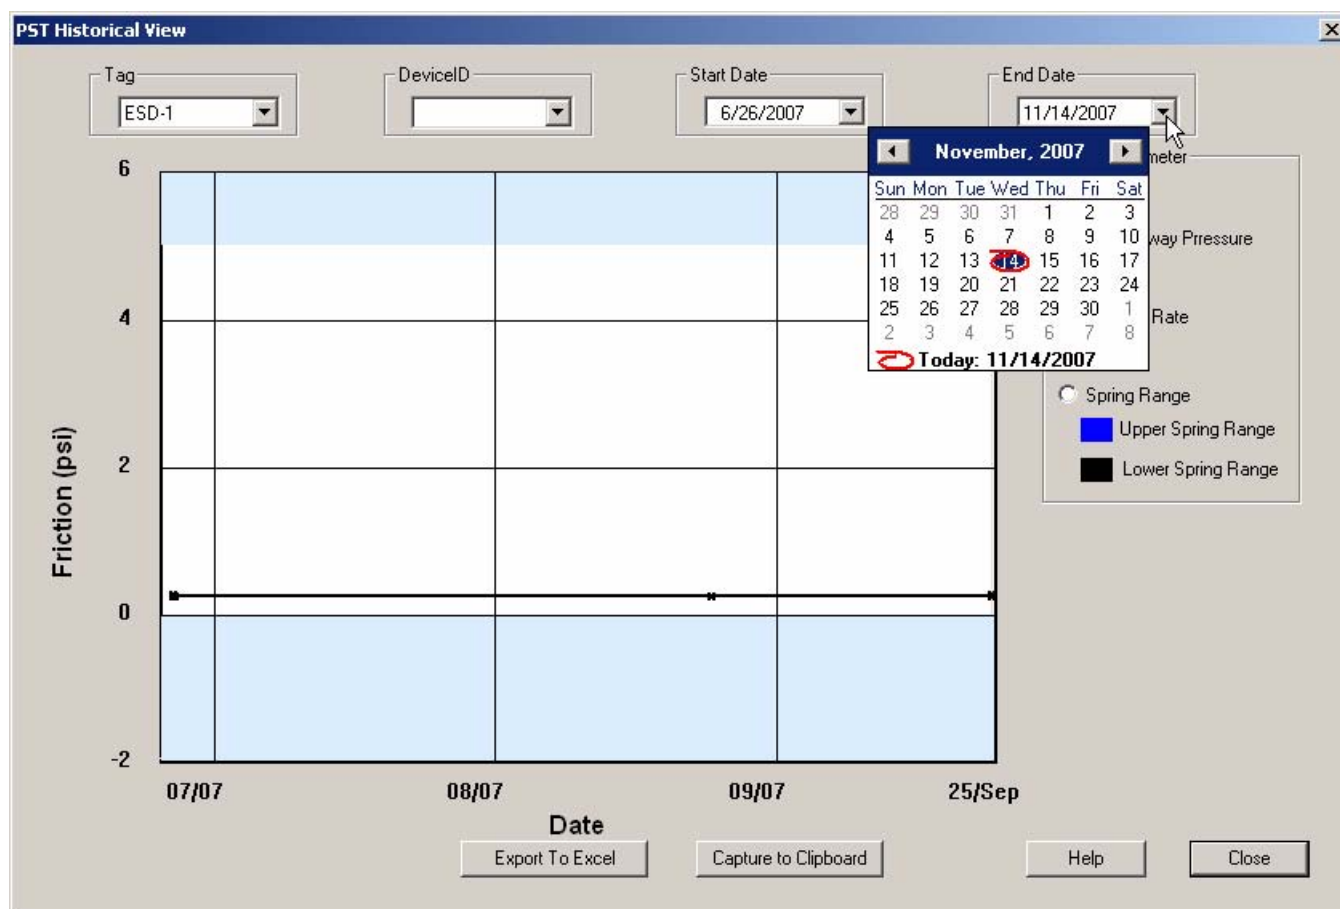 PST Historical View
Tag
DeviceID
Start Date
End Date
ESD-1
6/26/2007
11/14/2007
November, 2007
Sun Mon Tue Wed Thu Fri Sat
28 29 30 31 1 2 3
4 5 6 7 8 9 10
11 12 13 14 15 16 17
18 19 20 21 22 23 24
25 26 27 28 29 30 1
2 3 4 5 6 7 8
Today: 11/14/2007
meter
way Prressure
Rate
Spring Range
Upper Spring Range
Lower Spring Range
6
4
2
0
-2
Friction (psi)
07/07 08/07 09/07 25/Sep
Date
Export To Excel
Capture to Clipboard
Help
Close